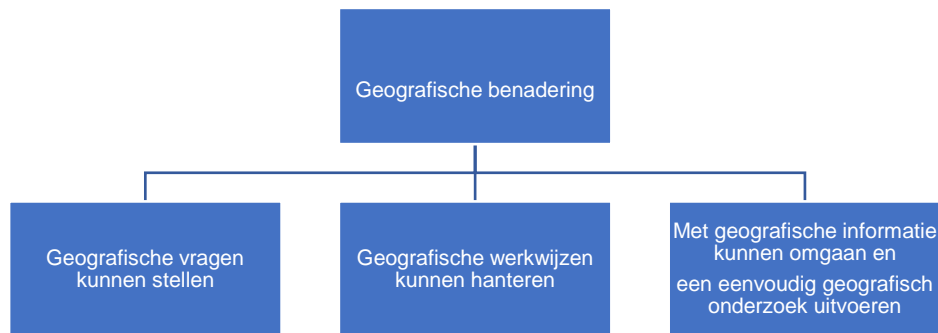 Geografische benadering
Geografische vragen
kunnen stellen
Geografische werkwijzen
kunnen hanteren
Met geografische informatie
kunnen omgaan en
een eenvoudig geografisch
onderzoek uitvoeren